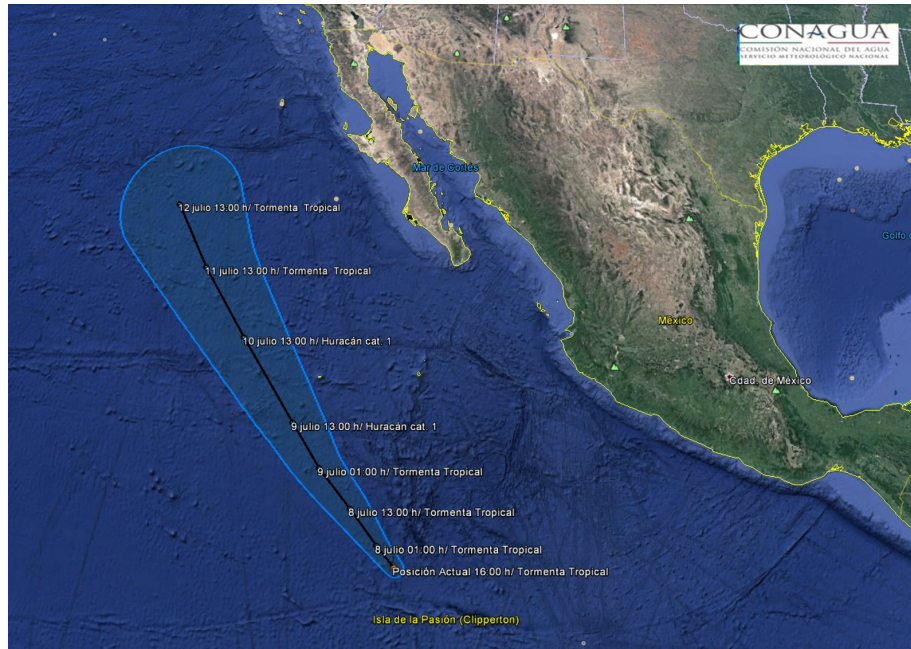 CONAGUA
COMISIÓN NACIONAL DEL AGUA
SERVICIO METEOROLÓGICO NACIONAL
Mar de Cortés
12 julio 13:00 h/ Tormenta Tropical
Golfo
11 julio 13:00 h/ Tormenta Tropical
México
10 julio 13:00 h/ Huracán cat. 1
Cdad. de México
9 julio 13:00 h/ Huracán cat. 1
9 julio 01:00 h/ Tormenta Tropical
8 julio 13:00 h/ Tormenta Tropical
8 julio 01:00 h/ Tormenta Tropical
Posición Actual 16:00 h/ Tormenta Tropical
Isla de la Pasión (Clipperton)